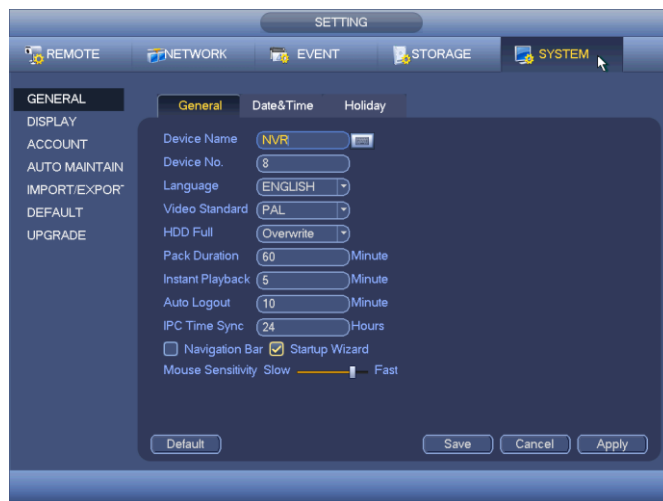 SETTING
REMOTE NETWORK EVENT STORAGE SYSTEM
GENERAL
DISPLAY
ACCOUNT
AUTO MAINTAIN
IMPORT/EXPOR
DEFAULT
UPGRADE
General Date&Time Holiday
Device Name NVR
Device No. 8
Language ENGLISH
Video Standard PAL
HDD Full Overwrite
Pack Duration 60 Minute
Instant Playback 5 Minute
Auto Logout 10 Minute
IPC Time Sync 24 Hours
Navigation Bar Startup Wizard
Mouse Sensitivity Slow Fast
Default Save Cancel Apply